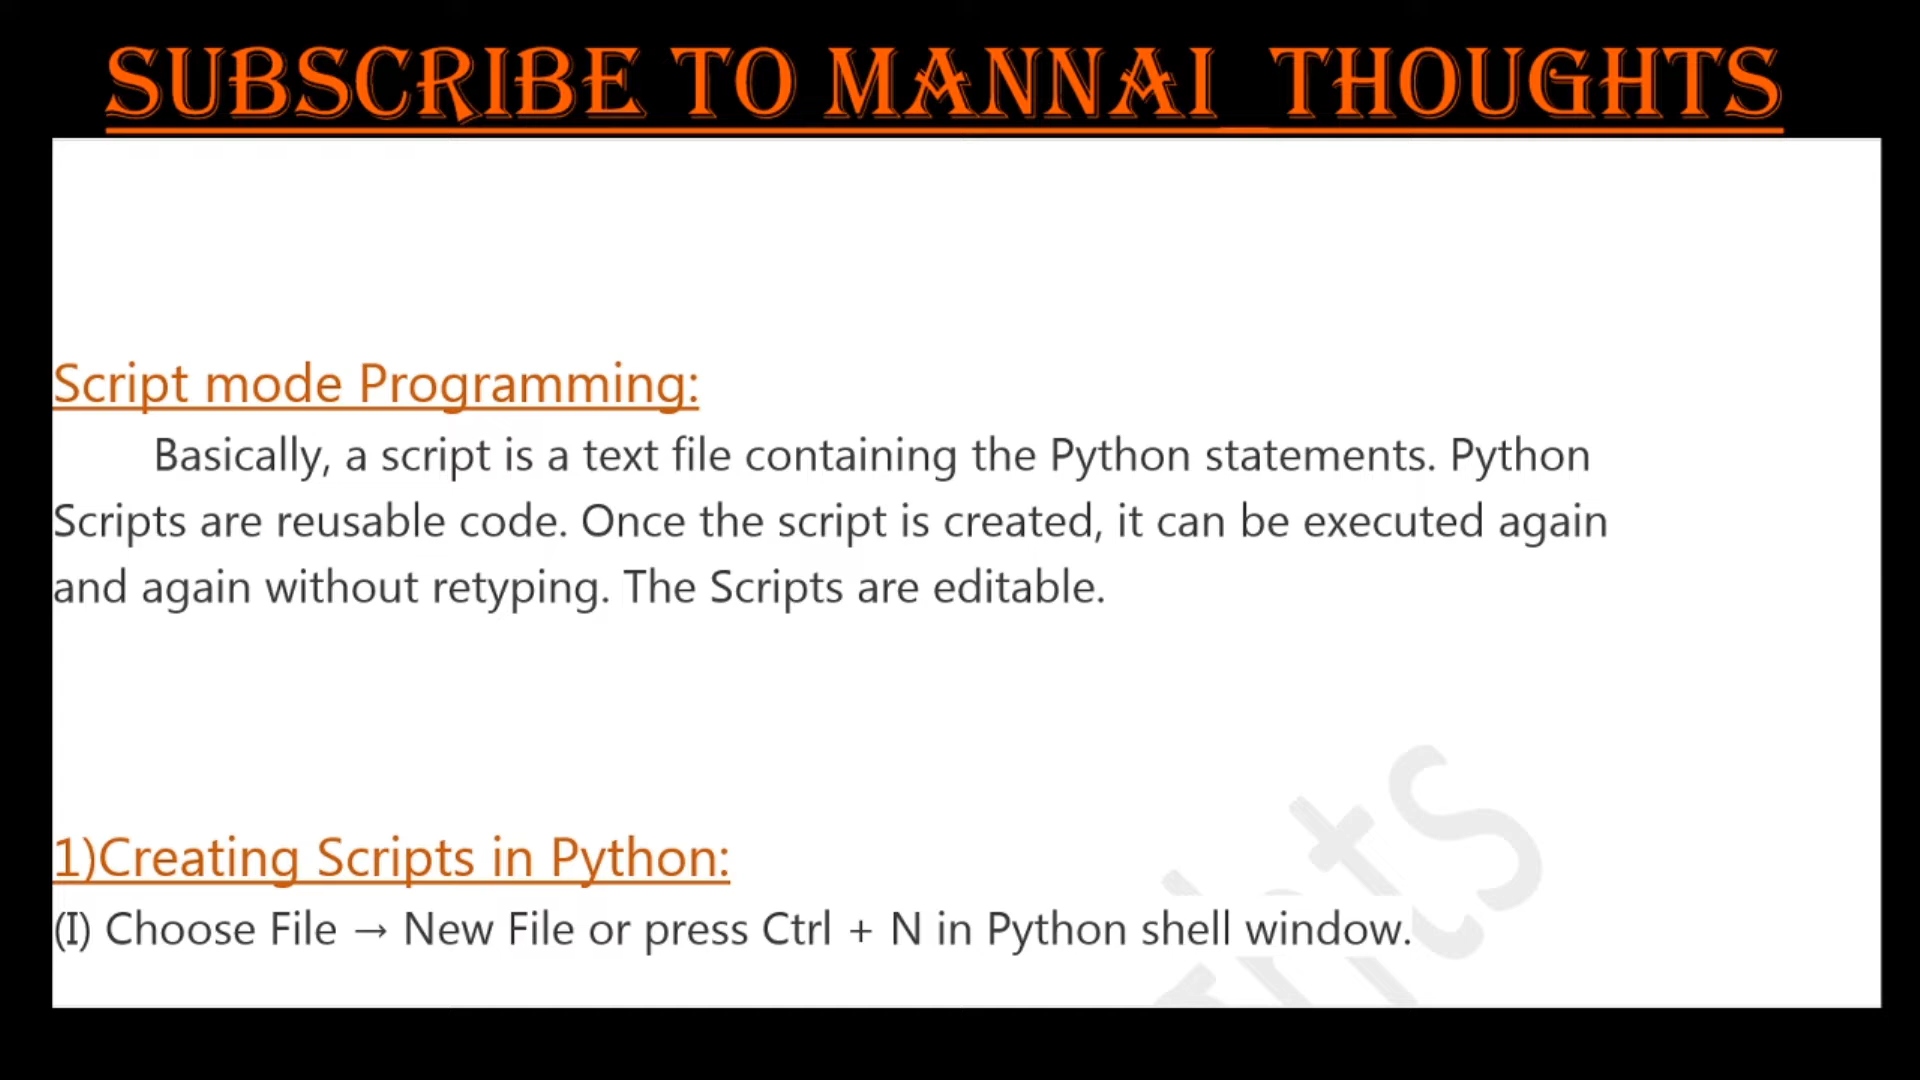 SUBSCRIBE TO MANNAI THOUGHTS
Script mode Programming:
Basically, a script is a text file containing the Python statements. Python
Scripts are reusable code. Once the script is created, it can be executed again
and again without retyping. The Scripts are editable.
1)Creating Scripts in Python:
(I) Choose File → New File or press Ctrl + N in Python shell window.